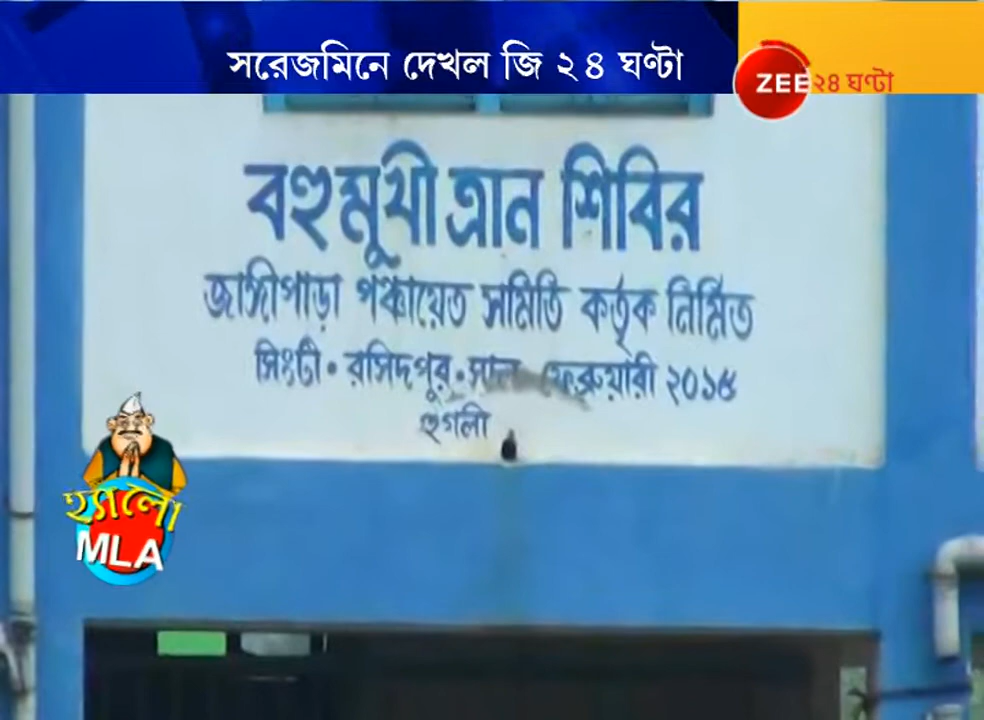 সরেজমিনে দেখল জি ২৪ ঘণ্টা
ZEE ২৪ ঘণ্টা
বহুমুখী ত্রান শিবির
জাঙ্গীপাড়া পঞ্চায়েত সমিতি কর্তৃক নির্মিত
সিংটী • রসিদপুর • সাল ফেব্রুয়ারী ২০১৫
হুগলী
হ্যালো
MLA